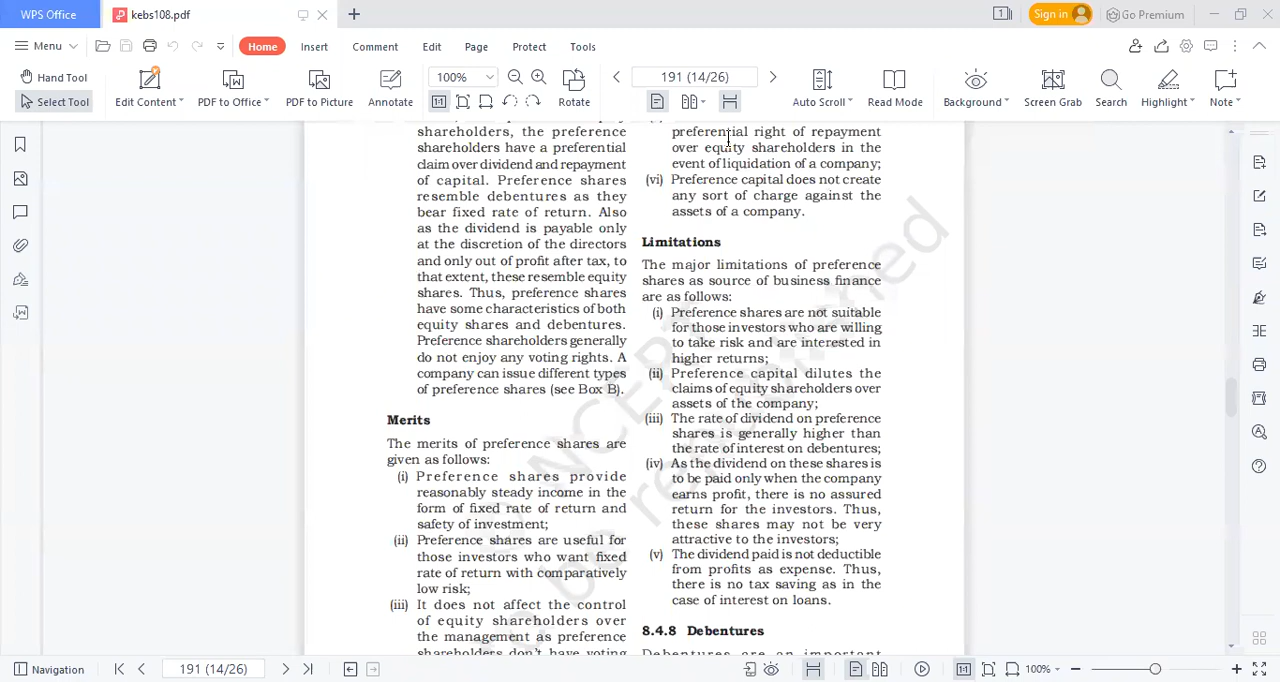 WPS Office
kebs108.pdf
1
Sign in
Go Premium
Menu
Home
Insert
Comment
Edit
Page
Protect
Tools
Hand Tool
Select Tool
Edit Content
PDF to Office
PDF to Picture
Annotate
100%
Rotate
191 (14/26)
Auto Scroll
Read Mode
Background
Screen Grab
Search
Highlight
Note
shareholders, the preference
shareholders have a preferential
claim over dividend and repayment
of capital. Preference shares
resemble debentures as they
bear fixed rate of return. Also
as the dividend is payable only
at the discretion of the directors
and only out of profit after tax, to
that extent, these resemble equity
shares. Thus, preference shares
have some characteristics of both
equity shares and debentures.
Preference shareholders generally
do not enjoy any voting rights. A
company can issue different types
of preference shares (see Box B).
Merits
The merits of preference shares are
given as follows:
(i) Preference shares provide
reasonably steady income in the
form of fixed rate of return and
safety of investment;
(ii) Preference shares are useful for
those investors who want fixed
rate of return with comparatively
low risk;
(iii) It does not affect the control
of equity shareholders over
the management as preference
shareholders don't have voting
preferential right of repayment
over equity shareholders in the
event of liquidation of a company;
(vi) Preference capital does not create
any sort of charge against the
assets of a company.
Limitations
The major limitations of preference
shares as source of business finance
are as follows:
(i) Preference shares are not suitable
for those investors who are willing
to take risk and are interested in
higher returns;
(ii) Preference capital dilutes the
claims of equity shareholders over
assets of the company;
(iii) The rate of dividend on preference
shares is generally higher than
the rate of interest on debentures;
(iv) As the dividend on these shares is
to be paid only when the company
earns profit, there is no assured
return for the investors. Thus,
these shares may not be very
attractive to the investors;
(v) The dividend paid is not deductible
from profits as expense. Thus,
there is no tax saving as in the
case of interest on loans.
8.4.8 Debentures
Debentures are an important
© NCERT
be republished
Navigation
191 (14/26)
100%